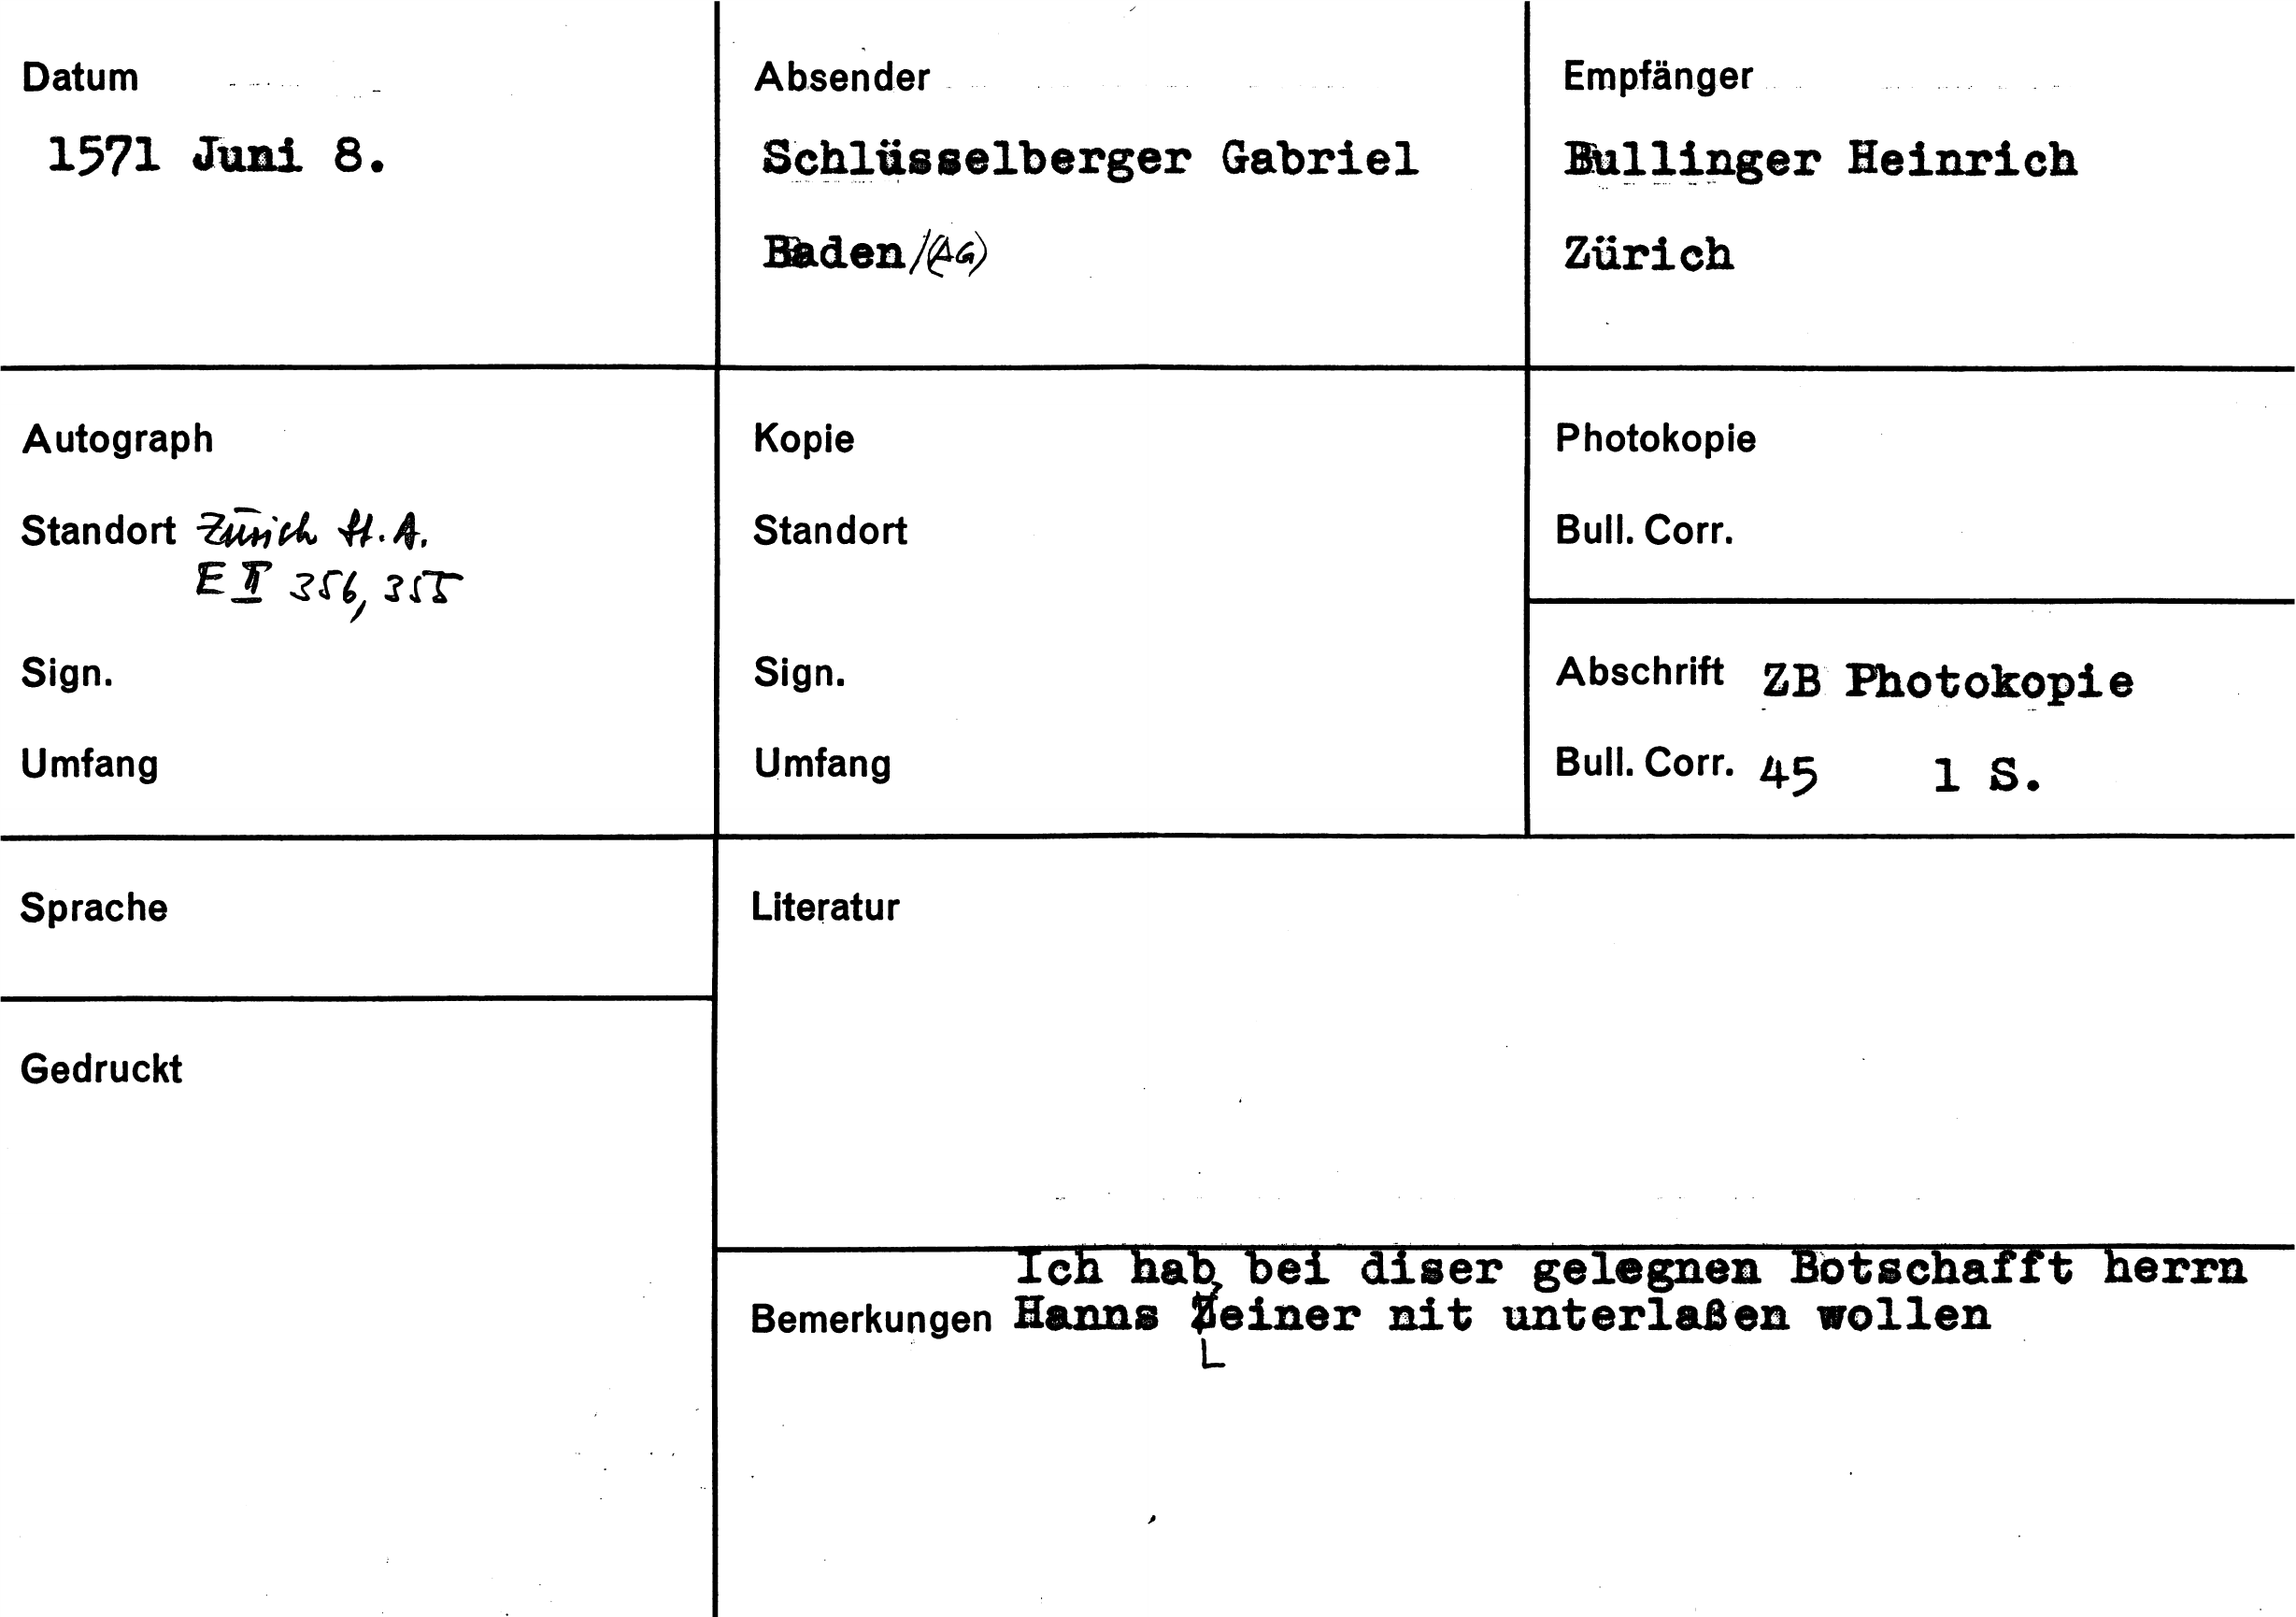 Datum
1571 Juni 8.
Absender
Schlüsselberger Gabriel
Baden/(AG)
Empfänger
Bullinger Heinrich
Zürich
Autograph
Standort Zürich St.A.
E II 356, 355
Sign.
Umfang
Kopie
Standort
Sign.
Umfang
Photokopie
Bull. Corr.
Abschrift ZB Photokopie
Bull. Corr. 45 1 S.
Sprache
Literatur
Gedruckt
Ich hab, bei diser gelegnen Botschafft herrn
Bemerkungen Hanns Zeiner nit unterlaßen wollen
L